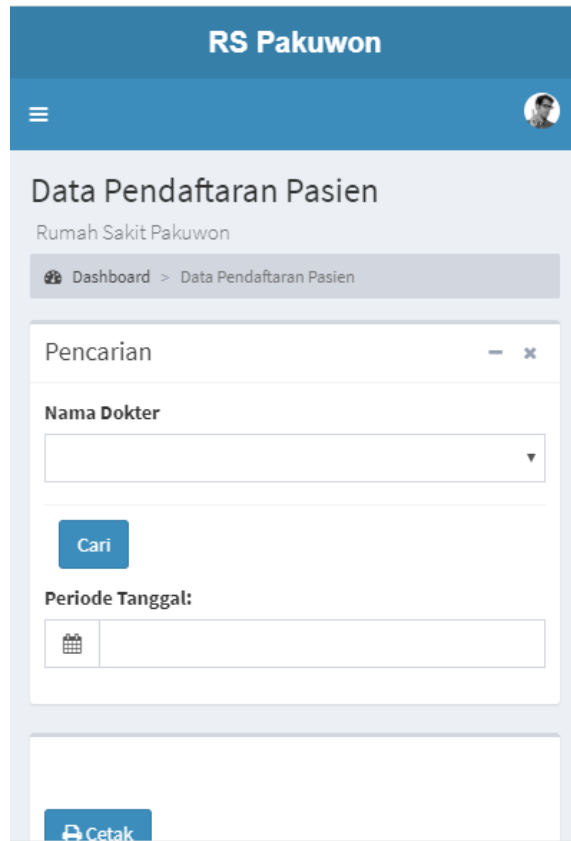 RS Pakuwon
Data Pendaftaran Pasien
Rumah Sakit Pakuwon
Dashboard > Data Pendaftaran Pasien
Pencarian
Nama Dokter
Cari
Periode Tanggal:
Cetak